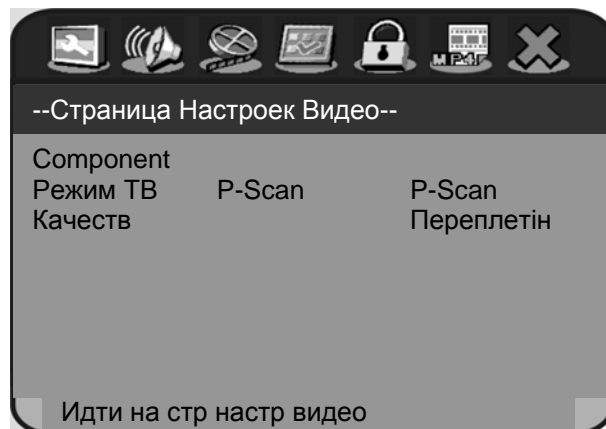 MP4
--Страница Настроек Видео--
Component
Режим ТВ P-Scan P-Scan
Качеств Переплетін
Идти на стр настр видео